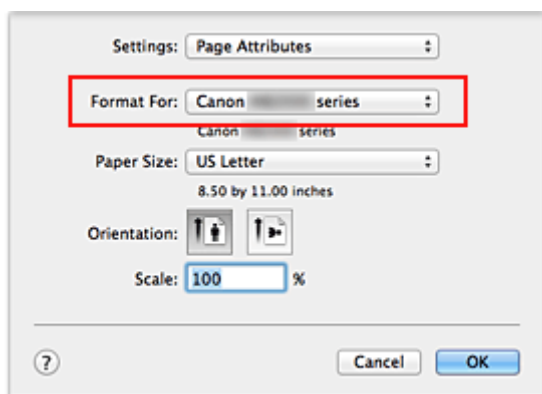 Settings: Page Attributes
Format For: Canon series
Canon series
Paper Size: US Letter
8.50 by 11.00 inches
Orientation:
Scale: 100 %
? Cancel OK